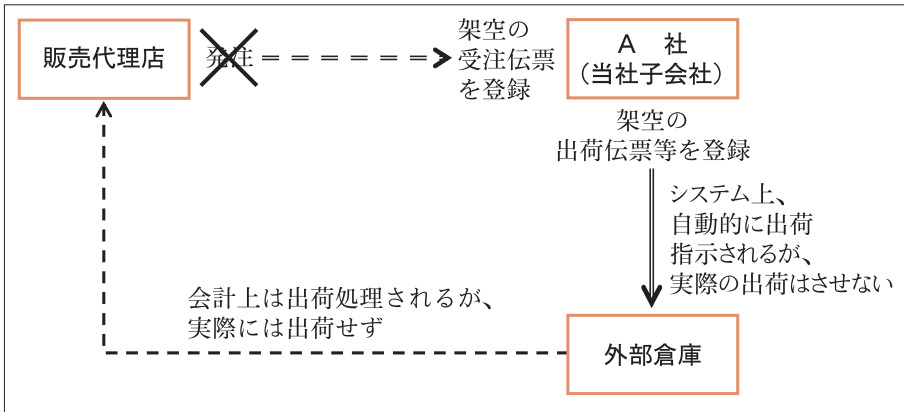 販売代理店
発注
架空の
受注伝票
を登録
A 社
(当社子会社)
架空の
出荷伝票等を登録
システム上、
自動的に出荷
指示されるが、
実際の出荷はさせない
会計上は出荷処理されるが、
実際には出荷せず
外部倉庫